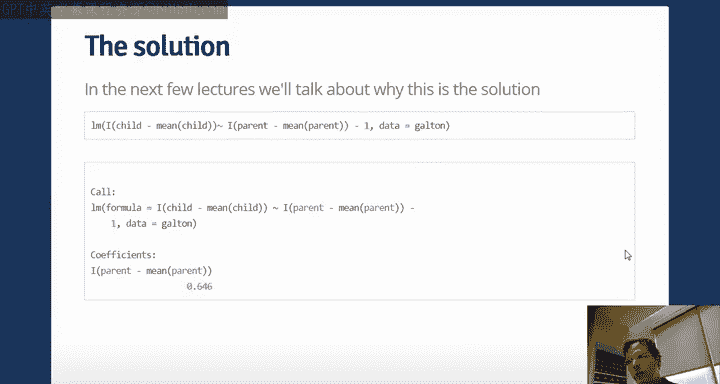 The solution
In the next few lectures we'll talk about why this is the solution
lm(I(child - mean(child))~ I(parent - mean(parent)) - 1, data = galton)
Call:
lm(formula = I(child - mean(child)) ~ I(parent - mean(parent)) -
1, data = galton)
Coefficients:
I(parent - mean(parent))
0.646